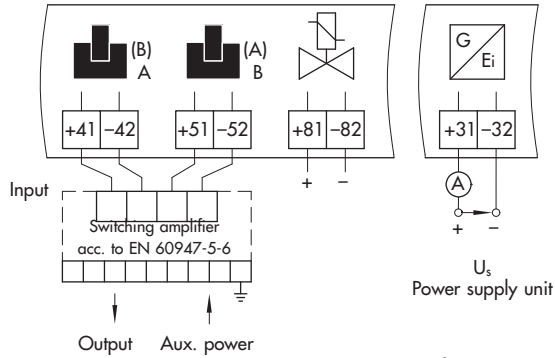 (B)
A
(A)
B
G
Ei
+41 −42
+51 −52
+81 −82
+31 −32
+ −
A
+ −
Input
Switching amplifier
acc. to EN 60947-5-6
Us
Power supply unit
Output Aux. power